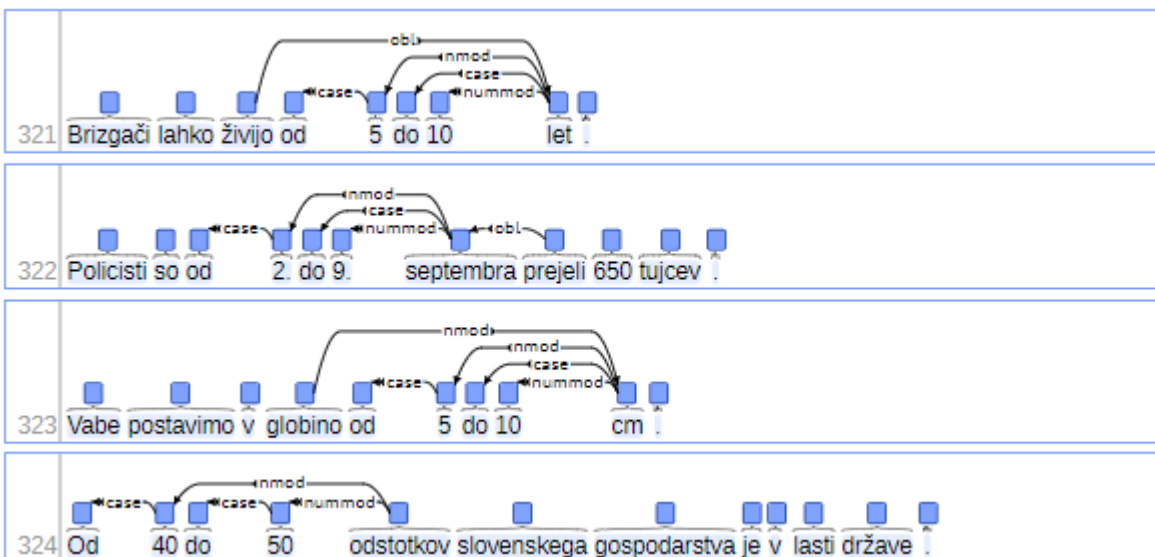 obl
nmod
case
case nummod
321 Brizgači lahko živijo od 5 do 10 let .
nmod
case
case nummod obl
322 Policisti so od 2. do 9. septembra prejeli 650 tujcev .
nmod
nmod
case
case nummod
323 Vabe postavimo v globino od 5 do 10 cm .
nmod
case case nummod
324 Od 40 do 50 odstotkov slovenskega gospodarstva je v lasti države .